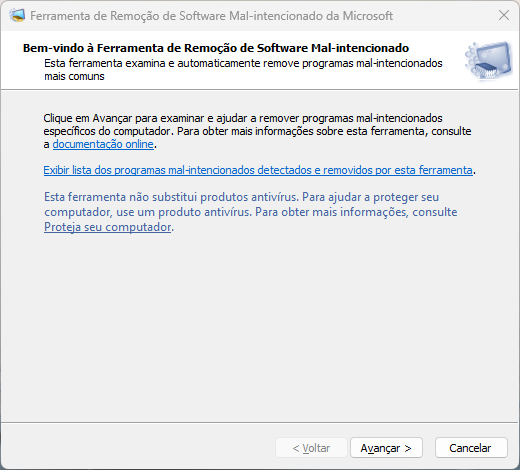 Ferramenta de Remoção de Software Mal-intencionado da Microsoft
Bem-vindo à Ferramenta de Remoção de Software Mal-intencionado
Esta ferramenta examina e automaticamente remove programas mal-intencionados
mais comuns
Clique em Avançar para examinar e ajudar a remover programas mal-intencionados
específicos do computador. Para obter mais informações sobre esta ferramenta, consulte
a documentação online.
Exibir lista dos programas mal-intencionados detectados e removidos por esta ferramenta.
Esta ferramenta não substitui produtos antivírus. Para ajudar a proteger seu
computador, use um produto antivírus. Para obter mais informações, consulte
Proteja seu computador.
< Voltar
Avançar >
Cancelar